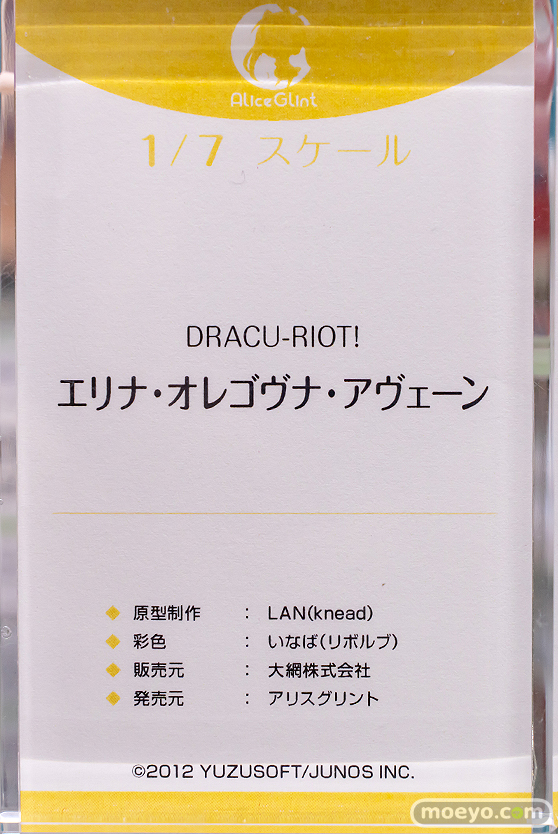 AliceGlint
1/7 スケール
DRACU-RIOT!
エリナ・オレゴヴナ・アヴェーン
◆ 原型制作 : LAN(knead)
◆ 彩色 : いなば(リボルブ)
◆ 販売元 : 大網株式会社
◆ 発売元 : アリスグリント
©2012 YUZUSOFT/JUNOS INC.
moeyo.com